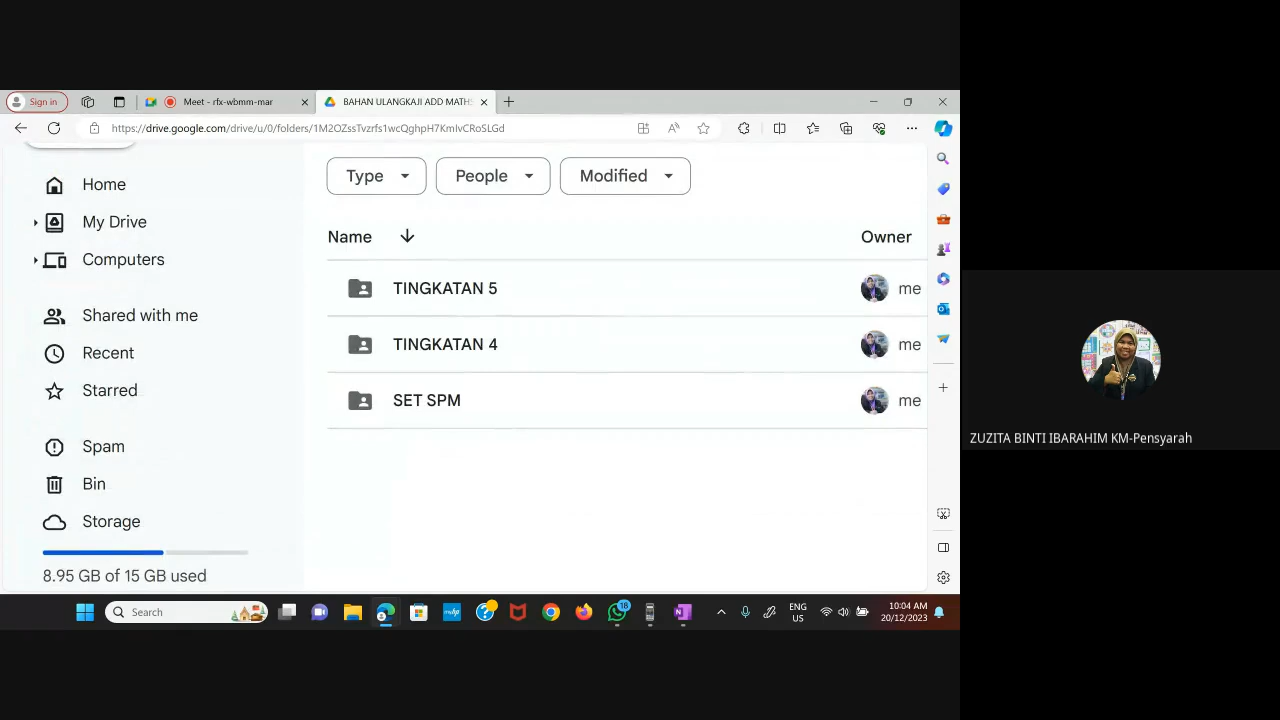 Sign in
Meet - rfx-wbmm-mar
BAHAN ULANGKAJI ADD MATHS
https://drive.google.com/drive/u/0/folders/1M2OZssTvzrfs1wcQghpH7KmIvCRoSLGd
Home
My Drive
Computers
Shared with me
Recent
Starred
Spam
Bin
Storage
8.95 GB of 15 GB used
Type
People
Modified
Name
Owner
TINGKATAN 5
me
TINGKATAN 4
me
SET SPM
me
ZUZITA BINTI IBARAHIM KM-Pensyarah
Search
18
ENG
US
10:04 AM
20/12/2023